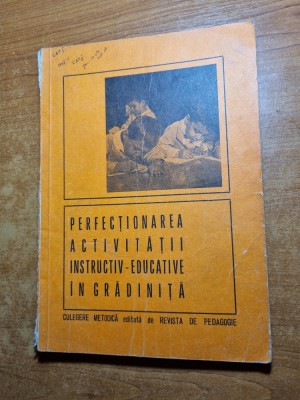 PERFECȚIONAREA
ACTIVITĂȚII
INSTRUCTIV-EDUCATIVE
ÎN GRĂDINIȚĂ
CULEGERE METODICĂ editată de REVISTA DE PEDAGOGIE